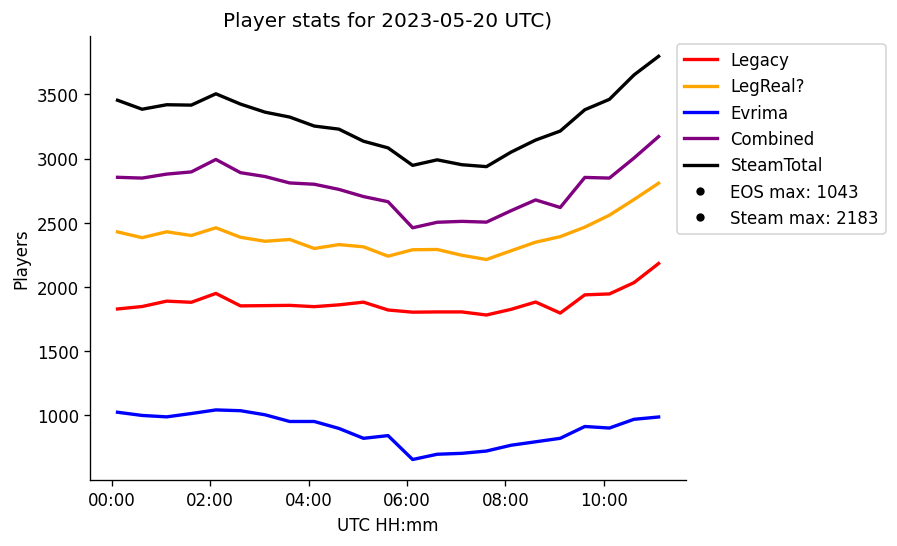 Player stats for 2023-05-20 UTC)
Legacy
LegReal?
Evrima
Combined
SteamTotal
EOS max: 1043
Steam max: 2183
Players
3500
3000
2500
2000
1500
1000
00:00 02:00 04:00 06:00 08:00 10:00
UTC HH:mm